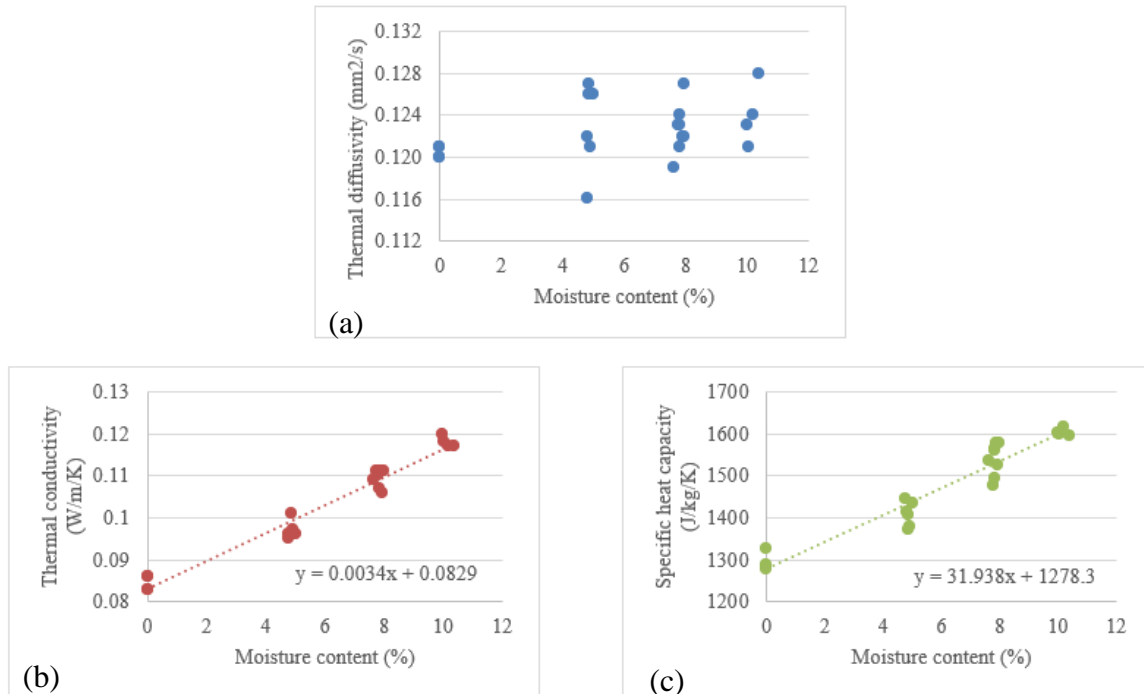 0.132
0.128
0.124
0.120
0.116
0.112
Thermal diffusivity (mm2/s)
0 2 4 6 8 10 12
Moisture content (%)
(a)
0.13
0.12
0.11
0.1
0.09
0.08
Thermal conductivity
(W/m/K)
y = 0.0034x + 0.0829
0 2 4 6 8 10 12
Moisture content (%)
(b)
1700
1600
1500
1400
1300
1200
Specific heat capacity
(J/kg/K)
y = 31.938x + 1278.3
0 2 4 6 8 10 12
Moisture content (%)
(c)